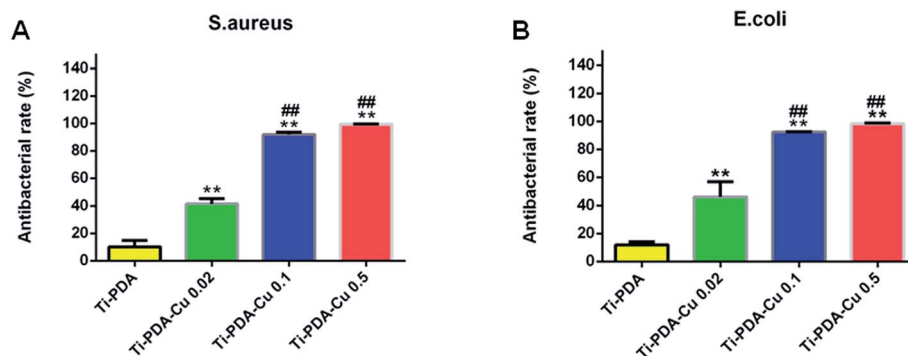 A
S.aureus
Antibacterial rate (%)
140
120
100
80
60
40
20
0
**
##
**
##
**
Ti-PDA
Ti-PDA-Cu 0.02
Ti-PDA-Cu 0.1
Ti-PDA-Cu 0.5
B
E.coli
Antibacterial rate (%)
140
120
100
80
60
40
20
0
**
##
**
##
**
Ti-PDA
Ti-PDA-Cu 0.02
Ti-PDA-Cu 0.1
Ti-PDA-Cu 0.5